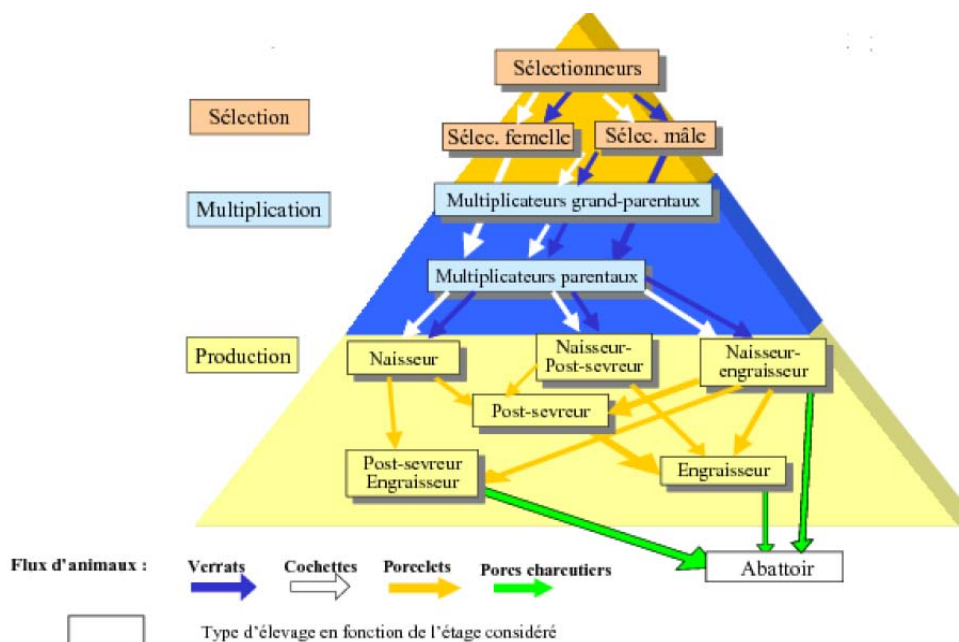 Sélectionneurs
Sélection
Sélec. femelle
Sélec. mâle
Multiplication
Multiplicateurs grand-parentaux
Multiplicateurs parentaux
Production
Naisseur
Naisseur-
Post-sevreur
Naisseur-
engraisseur
Post-sevreur
Post-sevreur
Engraisseur
Engraisseur
Abattoir
Flux d'animaux :
Verrats
Cochettes
Porcelets
Porcs charcutiers
Type d'élevage en fonction de l'étage considéré